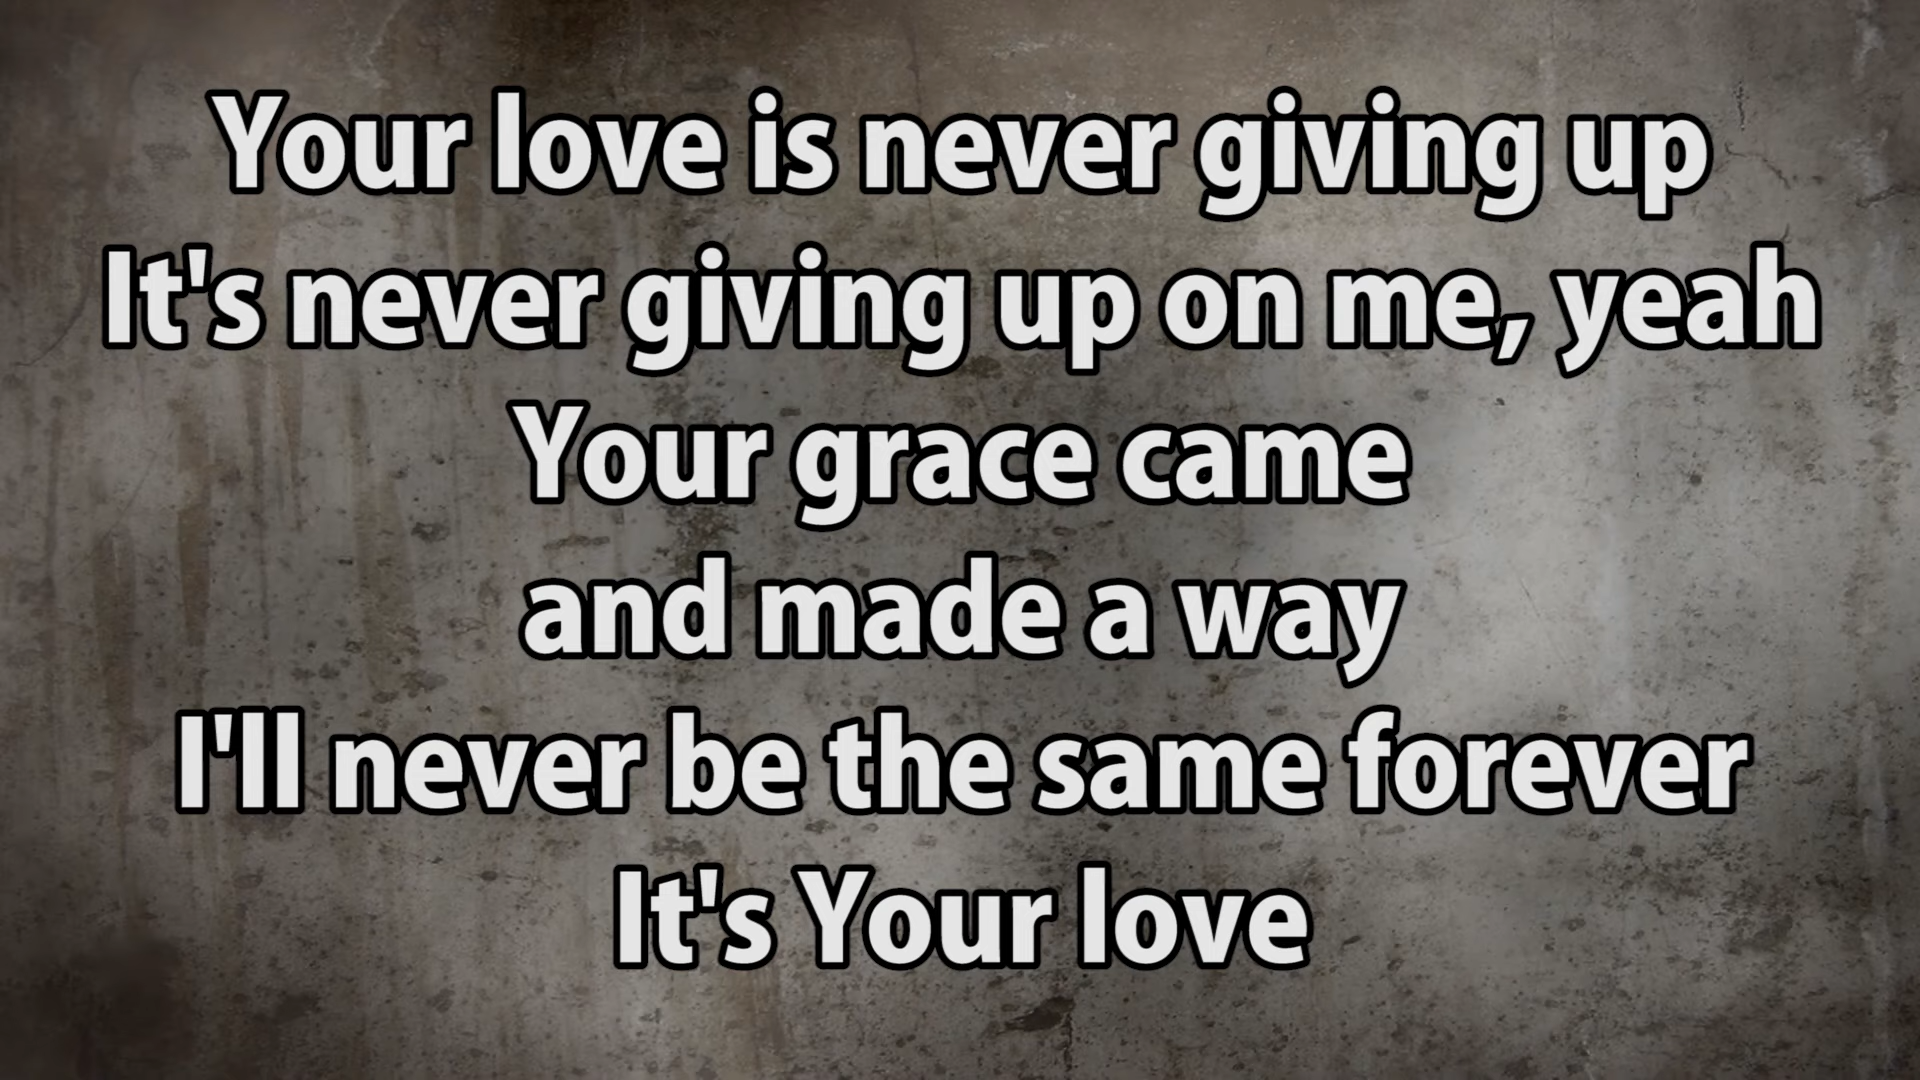 Your love is never giving up
It's never giving up on me, yeah
Your grace came
and made a way
I'll never be the same forever
It's Your love